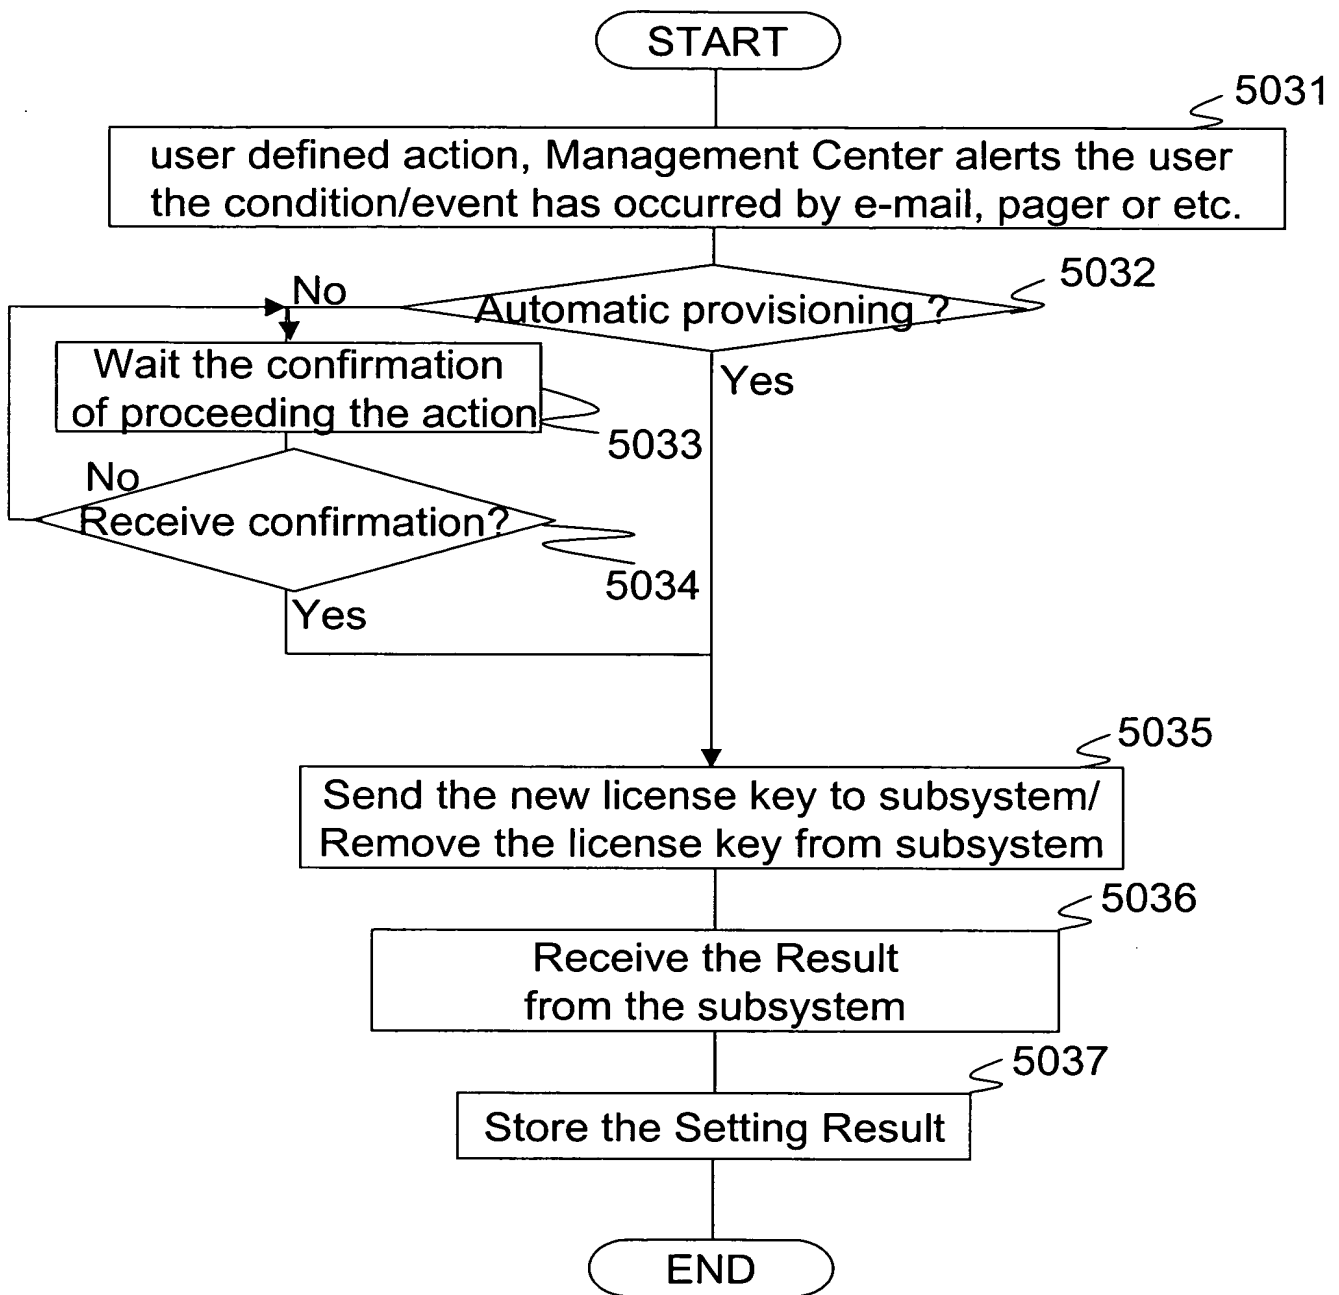 START
5031
user defined action, Management Center alerts the user
the condition/event has occurred by e-mail, pager or etc.
5032
No
Automatic provisioning ?
Yes
Wait the confirmation
of proceeding the action
5033
No
Receive confirmation?
5034
Yes
5035
Send the new license key to subsystem/
Remove the license key from subsystem
5036
Receive the Result
from the subsystem
5037
Store the Setting Result
END